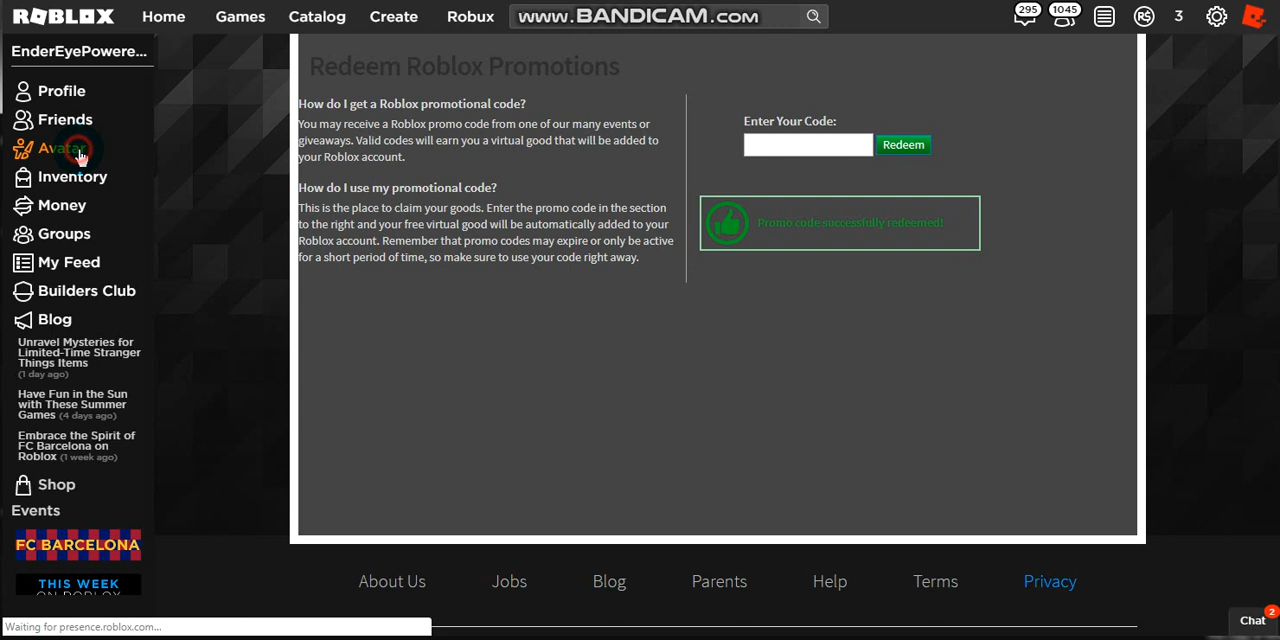 ROBLOX Home Games Catalog Create Robux www.BANDICAM.com 295 1045 R$ 3
EnderEyePowere...
Profile
Friends
Avatar
Inventory
Money
Groups
My Feed
Builders Club
Blog
Unravel Mysteries for
Limited-Time Stranger
Things Items
(1 day ago)
Have Fun in the Sun
with These Summer
Games (4 days ago)
Embrace the Spirit of
FC Barcelona on
Roblox (1 week ago)
Shop
Events
FC BARCELONA
THIS WEEK
ON ROBLOX
Redeem Roblox Promotions
How do I get a Roblox promotional code?
You may receive a Roblox promo code from one of our many events or
giveaways. Valid codes will earn you a virtual good that will be added to
your Roblox account.
How do I use my promotional code?
This is the place to claim your goods. Enter the promo code in the section
to the right and your free virtual good will be automatically added to your
Roblox account. Remember that promo codes may expire or only be active
for a short period of time, so make sure to use your code right away.
Enter Your Code:
Redeem
Promo code successfully redeemed!
About Us Jobs Blog Parents Help Terms Privacy
Waiting for presence.roblox.com...
Chat 2